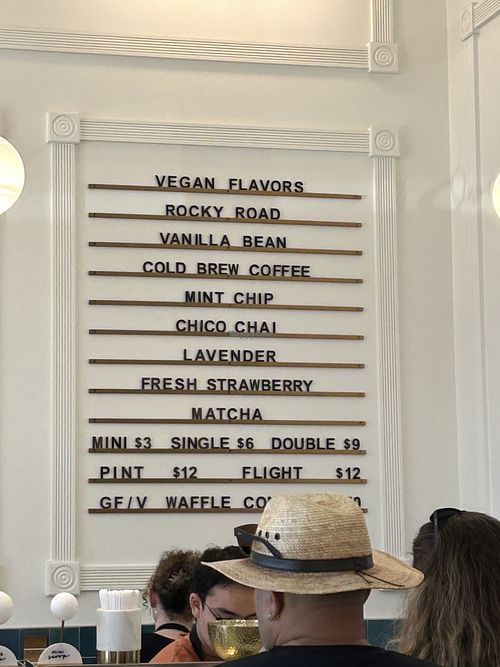 VEGAN FLAVORS
ROCKY ROAD
VANILLA BEAN
COLD BREW COFFEE
MINT CHIP
CHICO CHAI
LAVENDER
FRESH STRAWBERRY
MATCHA
MINI $3 SINGLE $6 DOUBLE $9
PINT $12 FLIGHT $12
GF/V WAFFLE
MINI